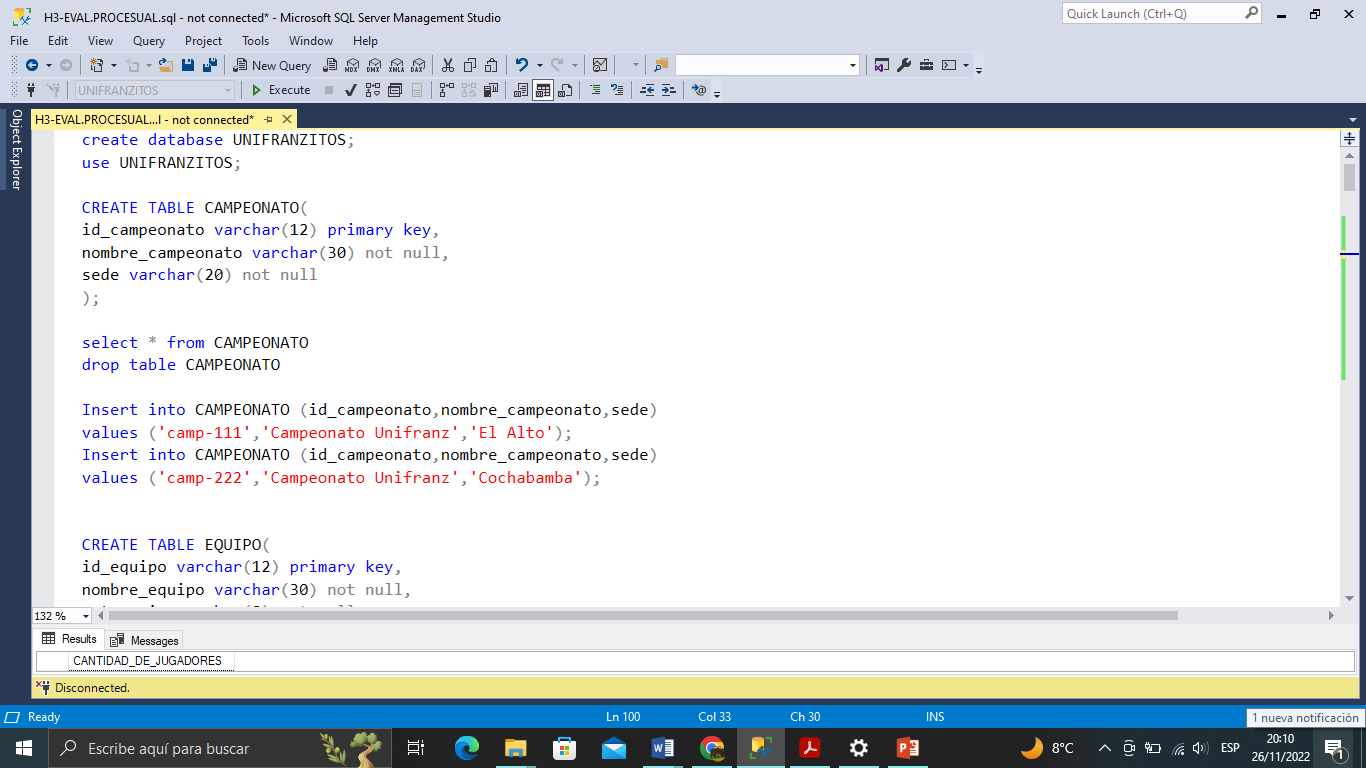 H3-EVAL.PROCESUAL.sql - not connected* - Microsoft SQL Server Management Studio
Quick Launch (Ctrl+Q)
File Edit View Query Project Tools Window Help
New Query MDX DMX XMLA DAX
UNIFRANZITOS Execute
Object Explorer
H3-EVAL.PROCESUAL...l - not connected*
create database UNIFRANZITOS;
use UNIFRANZITOS;
CREATE TABLE CAMPEONATO(
id_campeonato varchar(12) primary key,
nombre_campeonato varchar(30) not null,
sede varchar(20) not null
);
select * from CAMPEONATO
drop table CAMPEONATO
Insert into CAMPEONATO (id_campeonato,nombre_campeonato,sede)
values ('camp-111','Campeonato Unifranz','El Alto');
Insert into CAMPEONATO (id_campeonato,nombre_campeonato,sede)
values ('camp-222','Campeonato Unifranz','Cochabamba');
CREATE TABLE EQUIPO(
id_equipo varchar(12) primary key,
nombre_equipo varchar(30) not null,
132 %
Results Messages
CANTIDAD_DE_JUGADORES
Disconnected.
Ready Ln 100 Col 33 Ch 30 INS
1 nueva notificación
Escribe aquí para buscar
8°C
ESP
20:10
26/11/2022
1